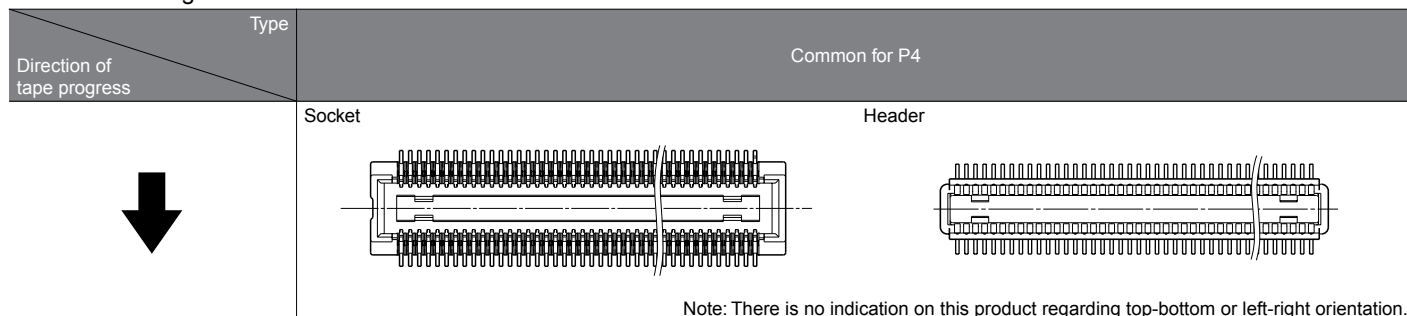 Type
Direction of
tape progress
Common for P4
Socket
Header
Note: There is no indication on this product regarding top-bottom or left-right orientation.